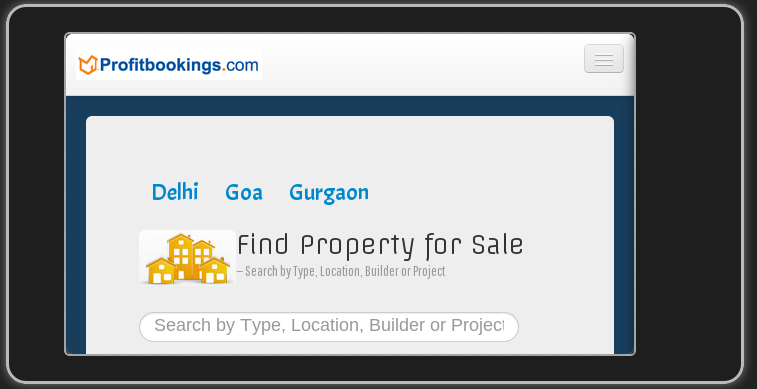 Profitbookings.com
Delhi Goa Gurgaon
Find Property for Sale
– Search by Type, Location, Builder or Project
Search by Type, Location, Builder or Project